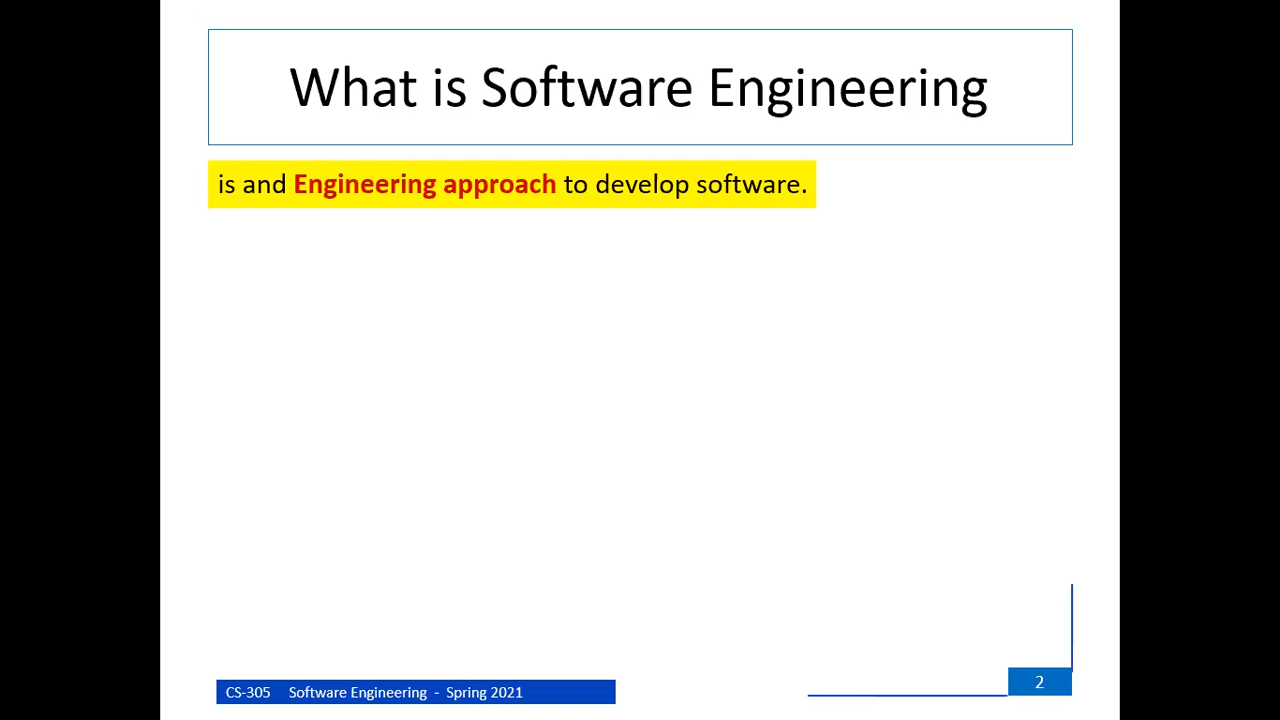 What is Software Engineering
is and Engineering approach to develop software.
CS-305 Software Engineering - Spring 2021
2